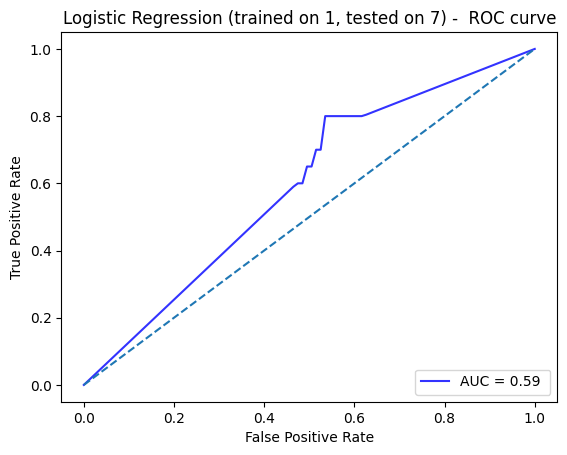 Logistic Regression (trained on 1, tested on 7) -  ROC curve
True Positive Rate
1.0
0.8
0.6
0.4
0.2
0.0
AUC = 0.59
0.0 0.2 0.4 0.6 0.8 1.0
False Positive Rate